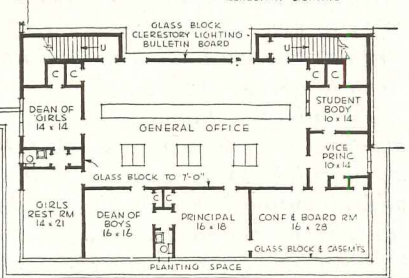 GLASS BLOCK
CLERESTORY LIGHTING -
BULLETIN BOARD
U
U
C C
C C
DEAN OF
GIRLS
14 x 14
STUDENT
BODY
10 x 14
GENERAL OFFICE
VICE
PRINC
10 x 14
GLASS BLOCK TO 7'-0"
GIRLS
REST RM
14 x 21
DEAN OF
BOYS
16 x 16
C C
PRINCIPAL
16 x 18
CONF & BOARD RM
16 x 28
GLASS BLOCK & CASEMTS
PLANTING SPACE